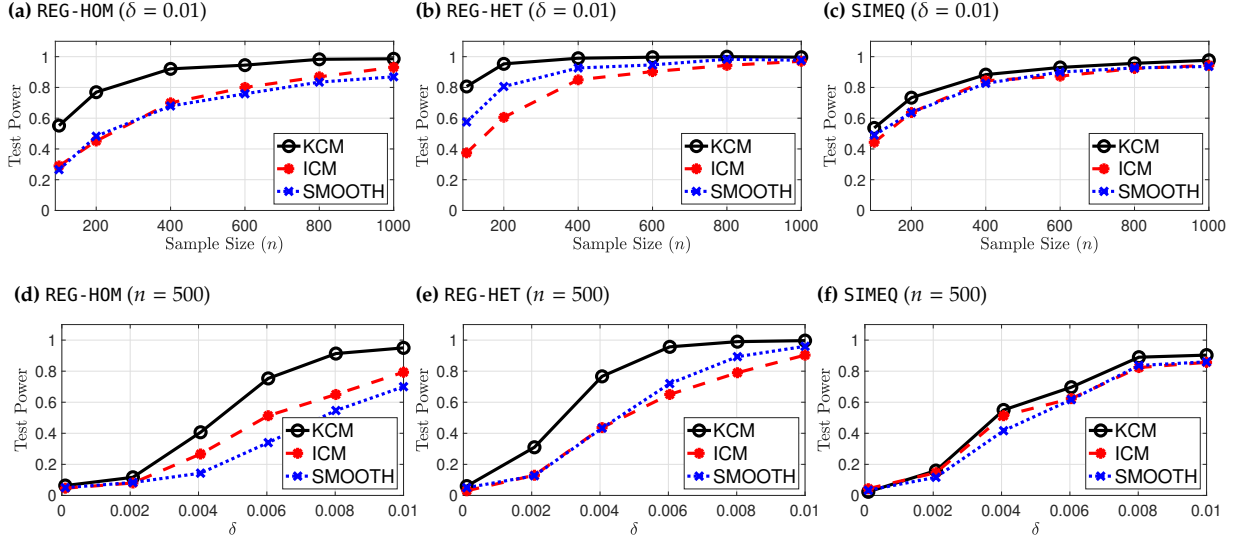 (a) REG-HOM (δ = 0.01)
(b) REG-HET (δ = 0.01)
(c) SIMEQ (δ = 0.01)
Test Power
1
0.8
0.6
0.4
0.2
0
KCM
ICM
SMOOTH
200 400 600 800 1000
Sample Size (n)
Test Power
1
0.8
0.6
0.4
0.2
0
KCM
ICM
SMOOTH
200 400 600 800 1000
Sample Size (n)
Test Power
1
0.8
0.6
0.4
0.2
0
KCM
ICM
SMOOTH
200 400 600 800 1000
Sample Size (n)
(d) REG-HOM (n = 500)
(e) REG-HET (n = 500)
(f) SIMEQ (n = 500)
Test Power
1
0.8
0.6
0.4
0.2
0
KCM
ICM
SMOOTH
0 0.002 0.004 0.006 0.008 0.01
δ
Test Power
1
0.8
0.6
0.4
0.2
0
KCM
ICM
SMOOTH
0 0.002 0.004 0.006 0.008 0.01
δ
Test Power
1
0.8
0.6
0.4
0.2
0
KCM
ICM
SMOOTH
0 0.002 0.004 0.006 0.008 0.01
δ